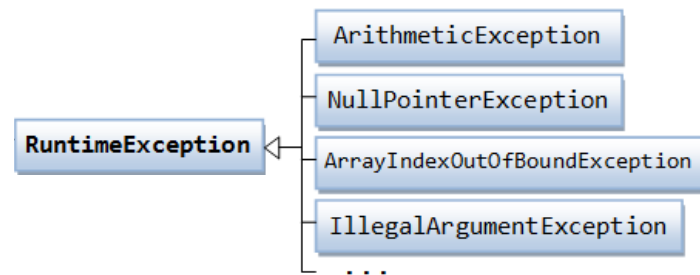 ArithmeticException
NullPointerException
RuntimeException
ArrayIndexOutOfBoundException
IllegalArgumentException
...